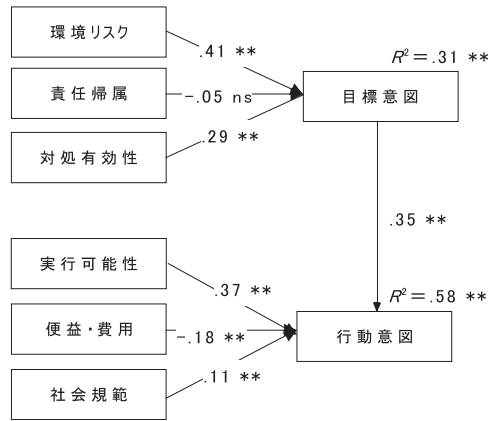 環境リスク
.41 **
R²＝.31 **
責任帰属
-.05 ns
目標意図
対処有効性
.29 **
.35 **
実行可能性
.37 **
R²＝.58 **
便益・費用
-.18 **
行動意図
社会規範
.11 **